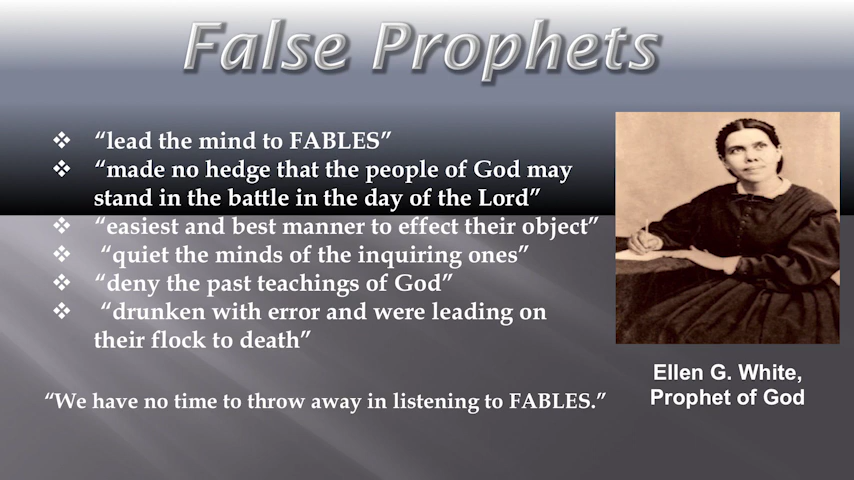 False Prophets
❖ “lead the mind to FABLES”
❖ “made no hedge that the people of God may
stand in the battle in the day of the Lord”
❖ “easiest and best manner to effect their object”
❖ “quiet the minds of the inquiring ones”
❖ “deny the past teachings of God”
❖ “drunken with error and were leading on
their flock to death”
“We have no time to throw away in listening to FABLES.”
Ellen G. White,
Prophet of God